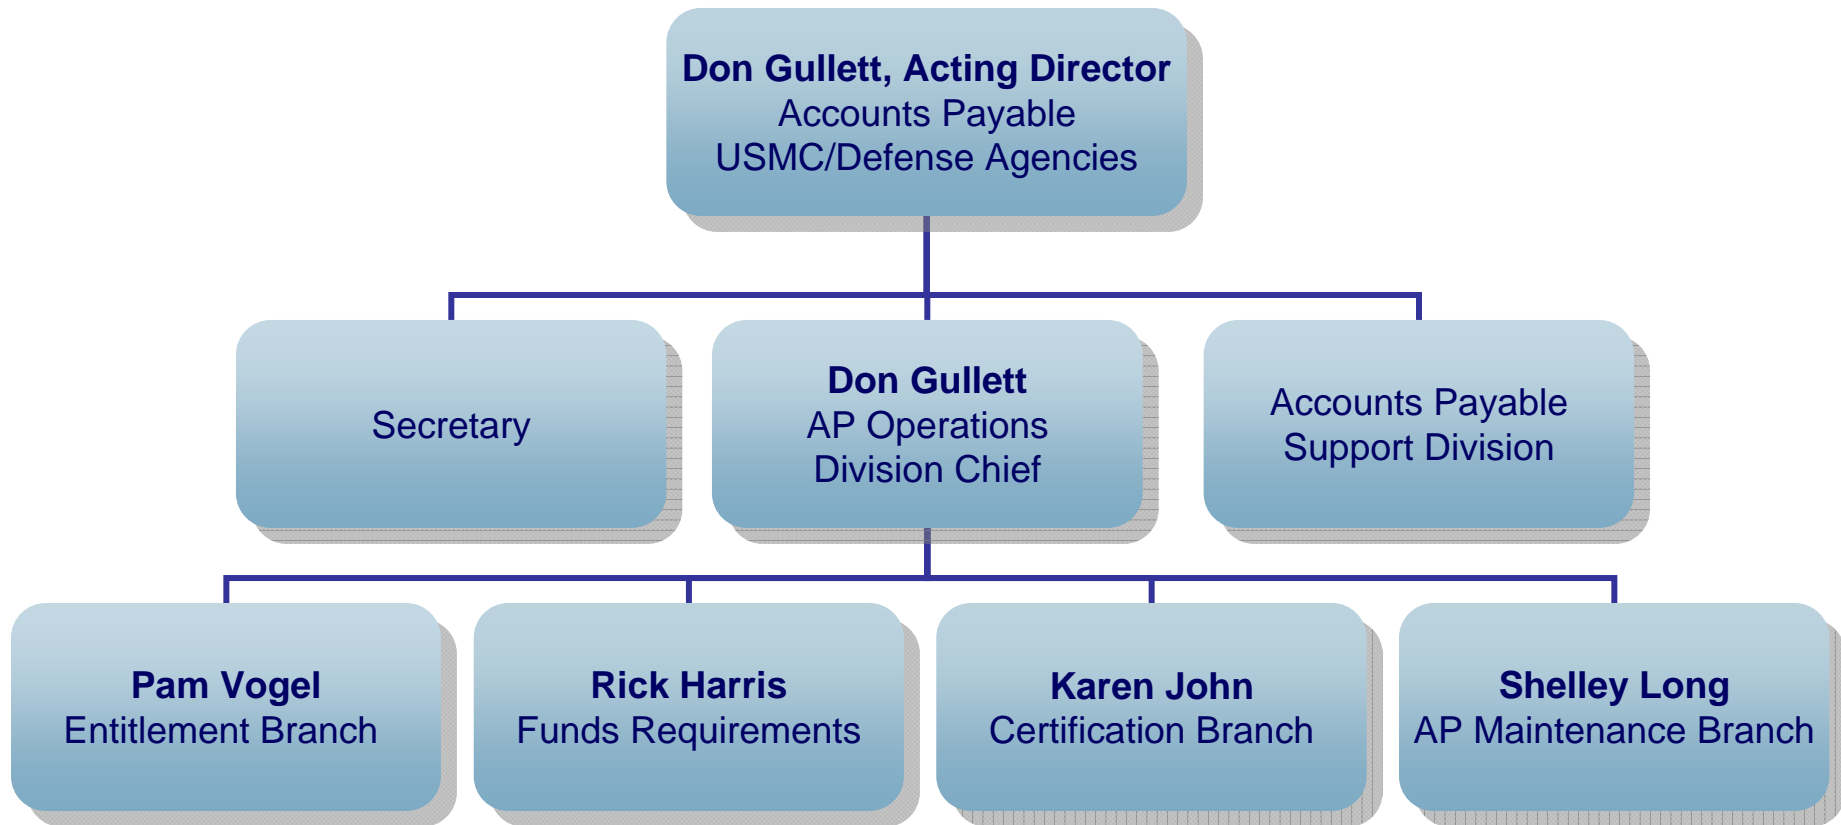 Don Gullett, Acting Director
Accounts Payable
USMC/Defense Agencies
Secretary
Don Gullett
AP Operations
Division Chief
Accounts Payable
Support Division
Pam Vogel
Entitlement Branch
Rick Harris
Funds Requirements
Karen John
Certification Branch
Shelley Long
AP Maintenance Branch